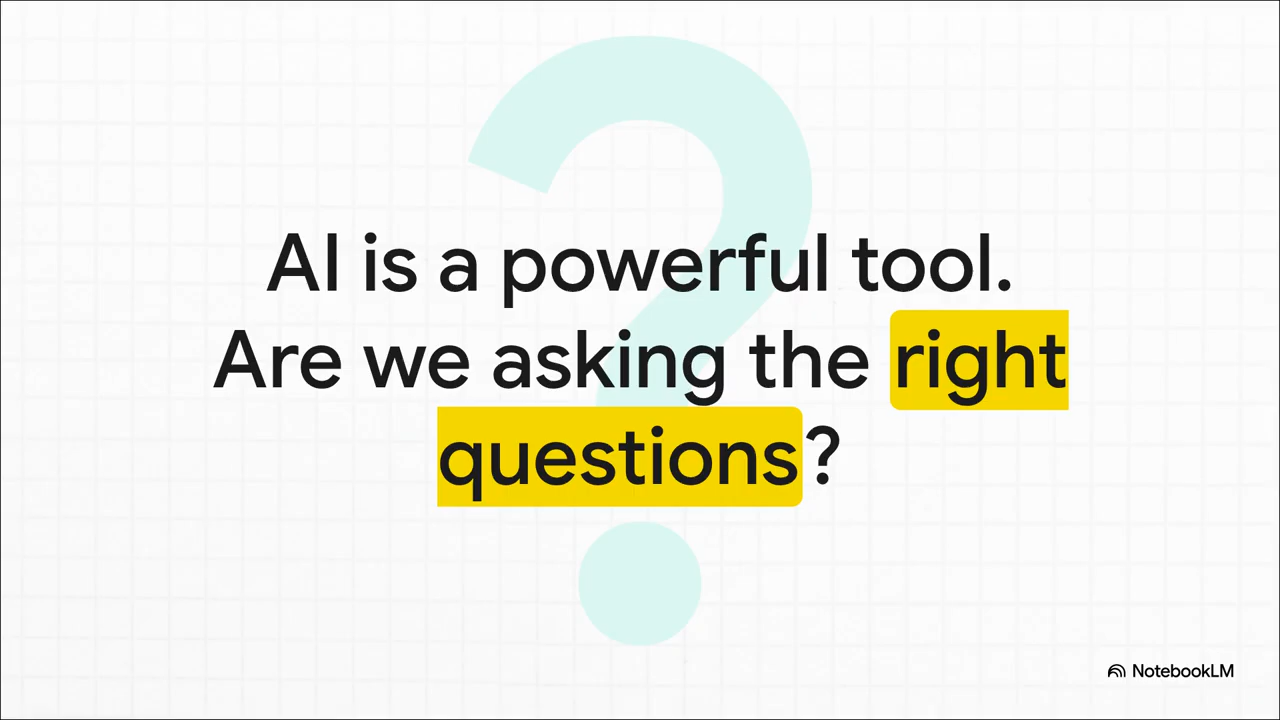 AI is a powerful tool.
Are we asking the right
questions?
NotebookLM